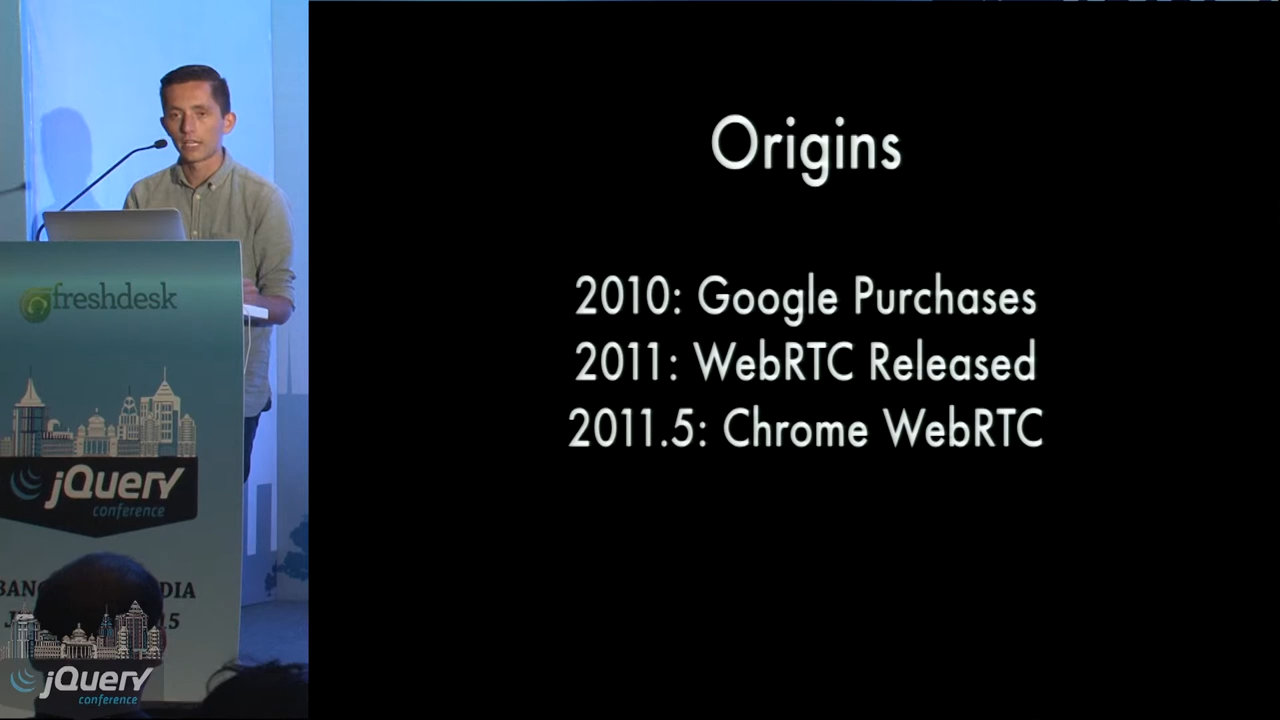 Origins
2010: Google Purchases
2011: WebRTC Released
2011.5: Chrome WebRTC
freshdesk
jQuery
conference
jQuery
conference